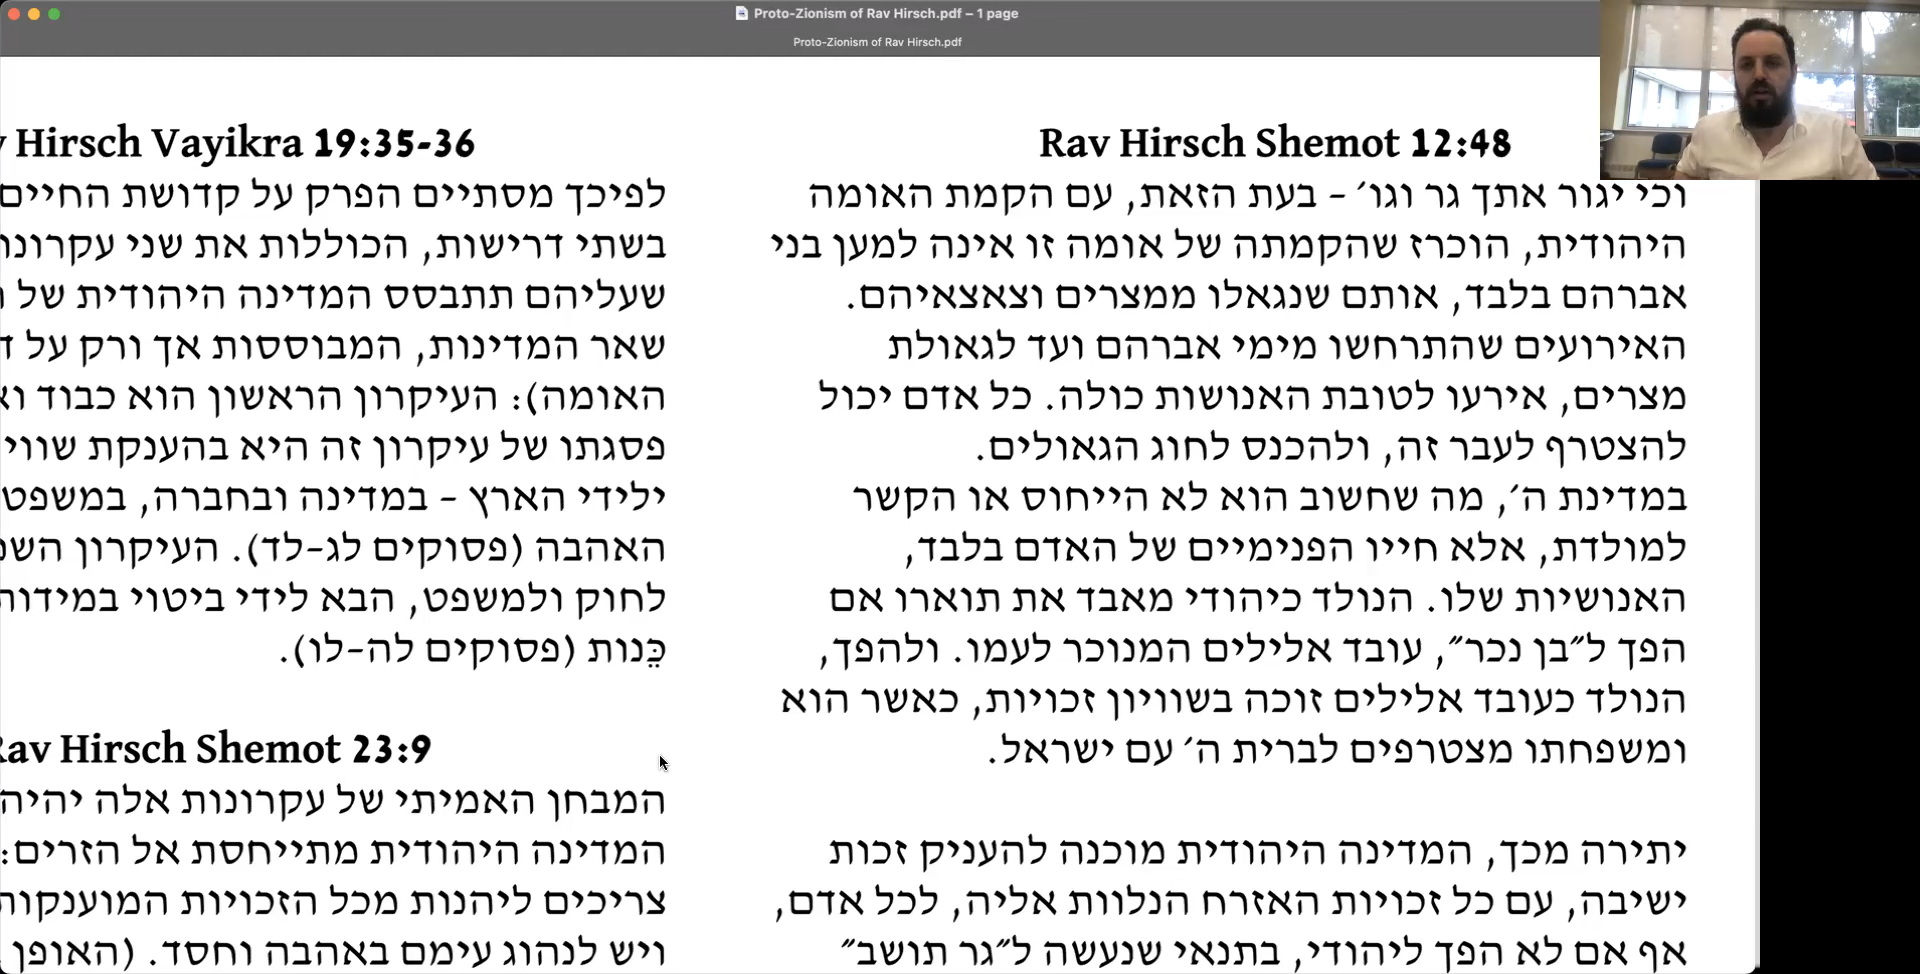 Proto-Zionism of Rav Hirsch.pdf – 1 page
Proto-Zionism of Rav Hirsch.pdf
Rav Hirsch Shemot 12:48
וכי יגור אתך גר וגו׳ - בעת הזאת, עם הקמת האומה
היהודית, הוכרז שהקמתה של אומה זו אינה למען בני
אברהם בלבד, אותם שנגאלו ממצרים וצאצאיהם.
האירועים שהתרחשו מימי אברהם ועד לגאולת
מצרים, אירעו לטובת האנושות כולה. כל אדם יכול
להצטרף לעבר זה, ולהכנס לחוג הגאולים.
במדינת ה׳, מה שחשוב הוא לא הייחוס או הקשר
למולדת, אלא חייו הפנימיים של האדם בלבד,
האנושיות שלו. הנולד כיהודי מאבד את תוארו אם
הפך ל״בן נכר״, עובד אלילים המנוכר לעמו. ולהפך,
הנולד כעובד אלילים זוכה בשוויון זכויות, כאשר הוא
ומשפחתו מצטרפים לברית ה׳ עם ישראל.
יתירה מכך, המדינה היהודית מוכנה להעניק זכות
ישיבה, עם כל זכויות האזרח הנלוות אליה, לכל אדם,
אף אם לא הפך ליהודי, בתנאי שנעשה ל״גר תושב״
Hirsch Vayikra 19:35-36
לפיכך מסתיים הפרק על קדושת החיים
בשתי דרישות, הכוללות את שני עקרונו
שעליהם תתבסס המדינה היהודית של
שאר המדינות, המבוססות אך ורק על
האומה): העיקרון הראשון הוא כבוד
פסגתו של עיקרון זה היא בהענקת שווי
ילידי הארץ - במדינה ובחברה, במשפט
האהבה (פסוקים לג-לד). העיקרון
לחוק ולמשפט, הבא לידי ביטוי במידות
כֵּנות (פסוקים לה-לו).
Rav Hirsch Shemot 23:9
המבחן האמיתי של עקרונות אלה יהיה
המדינה היהודית מתייחסת אל הזרים:
צריכים ליהנות מכל הזכויות המוענקות
ויש לנהוג עימם באהבה וחסד. (האופן